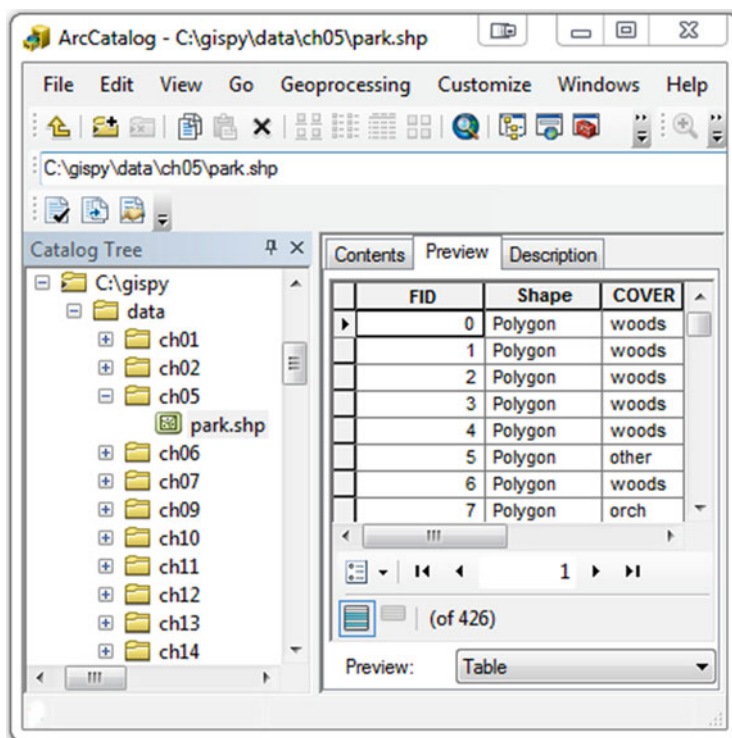 ArcCatalog - C:\gispy\data\ch05\park.shp
File Edit View Go Geoprocessing Customize Windows Help
C:\gispy\data\ch05\park.shp
Catalog Tree
C:\gispy
data
ch01
ch02
ch05
park.shp
ch06
ch07
ch09
ch10
ch11
ch12
ch13
ch14
Contents Preview Description
FID Shape COVER
0 Polygon woods
1 Polygon woods
2 Polygon woods
3 Polygon woods
4 Polygon woods
5 Polygon other
6 Polygon woods
7 Polygon orch
1
(of 426)
Preview: Table